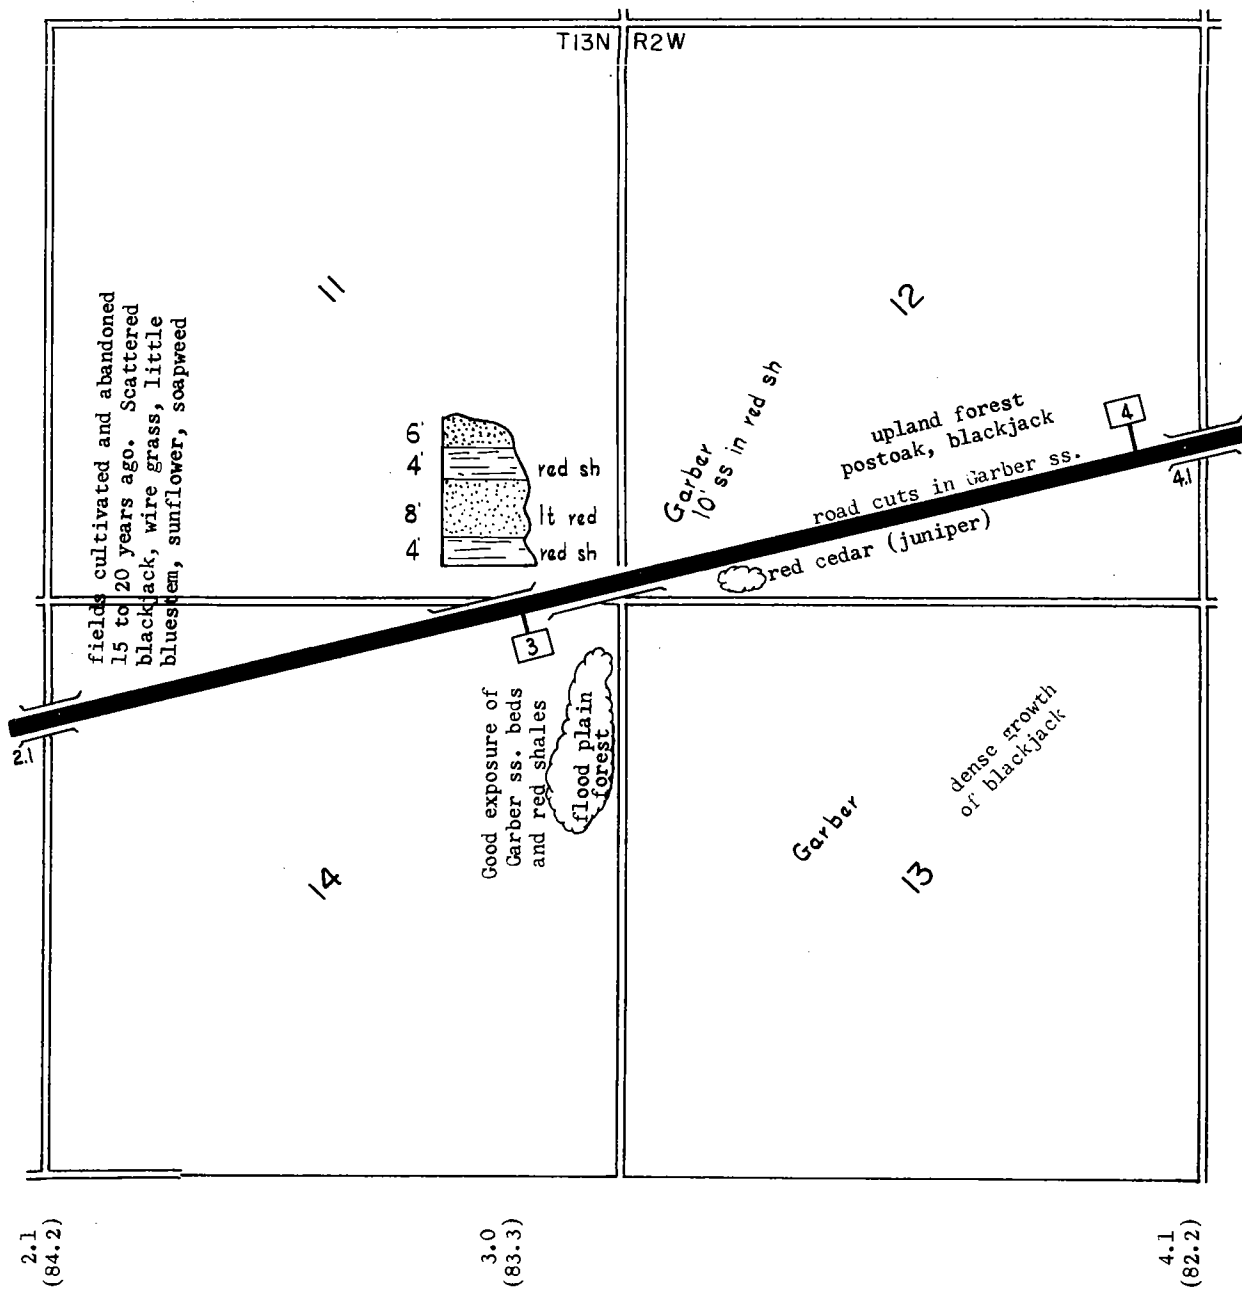 T13N R2W
11
12
fields cultivated and abandoned
15 to 20 years ago. Scattered
blackjack, wire grass, little
bluestem, sunflower, soapweed
6'
4' red sh
8' lt red
4' red sh
Garber
10' ss in red sh
upland forest
postoak, blackjack
4
road cuts in Garber ss.
4.1
red cedar (juniper)
3
2.1
Good exposure of
Garber ss. beds
and red shales
flood plain
forest
dense growth
of blackjack
Garber
14
13
2.1
(84.2)
3.0
(83.3)
4.1
(82.2)